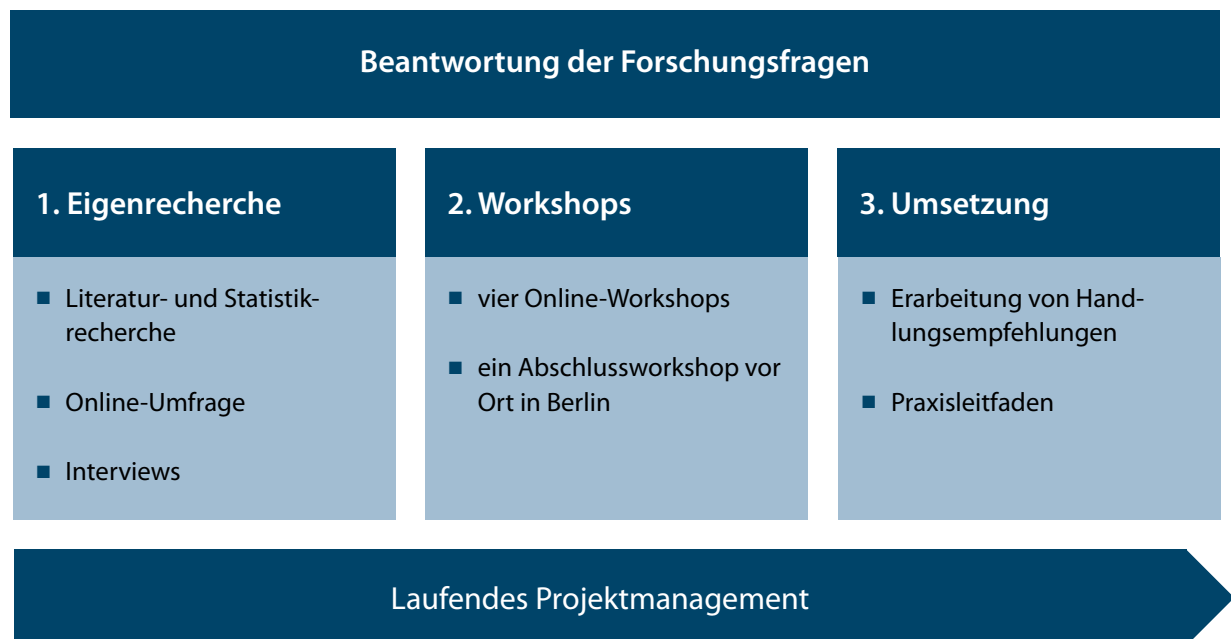 Beantwortung der Forschungsfragen
1. Eigenrecherche
■ Literatur- und Statistik-
recherche
■ Online-Umfrage
■ Interviews
2. Workshops
■ vier Online-Workshops
■ ein Abschlussworkshop vor
Ort in Berlin
3. Umsetzung
■ Erarbeitung von Hand-
lungsempfehlungen
■ Praxisleitfaden
Laufendes Projektmanagement